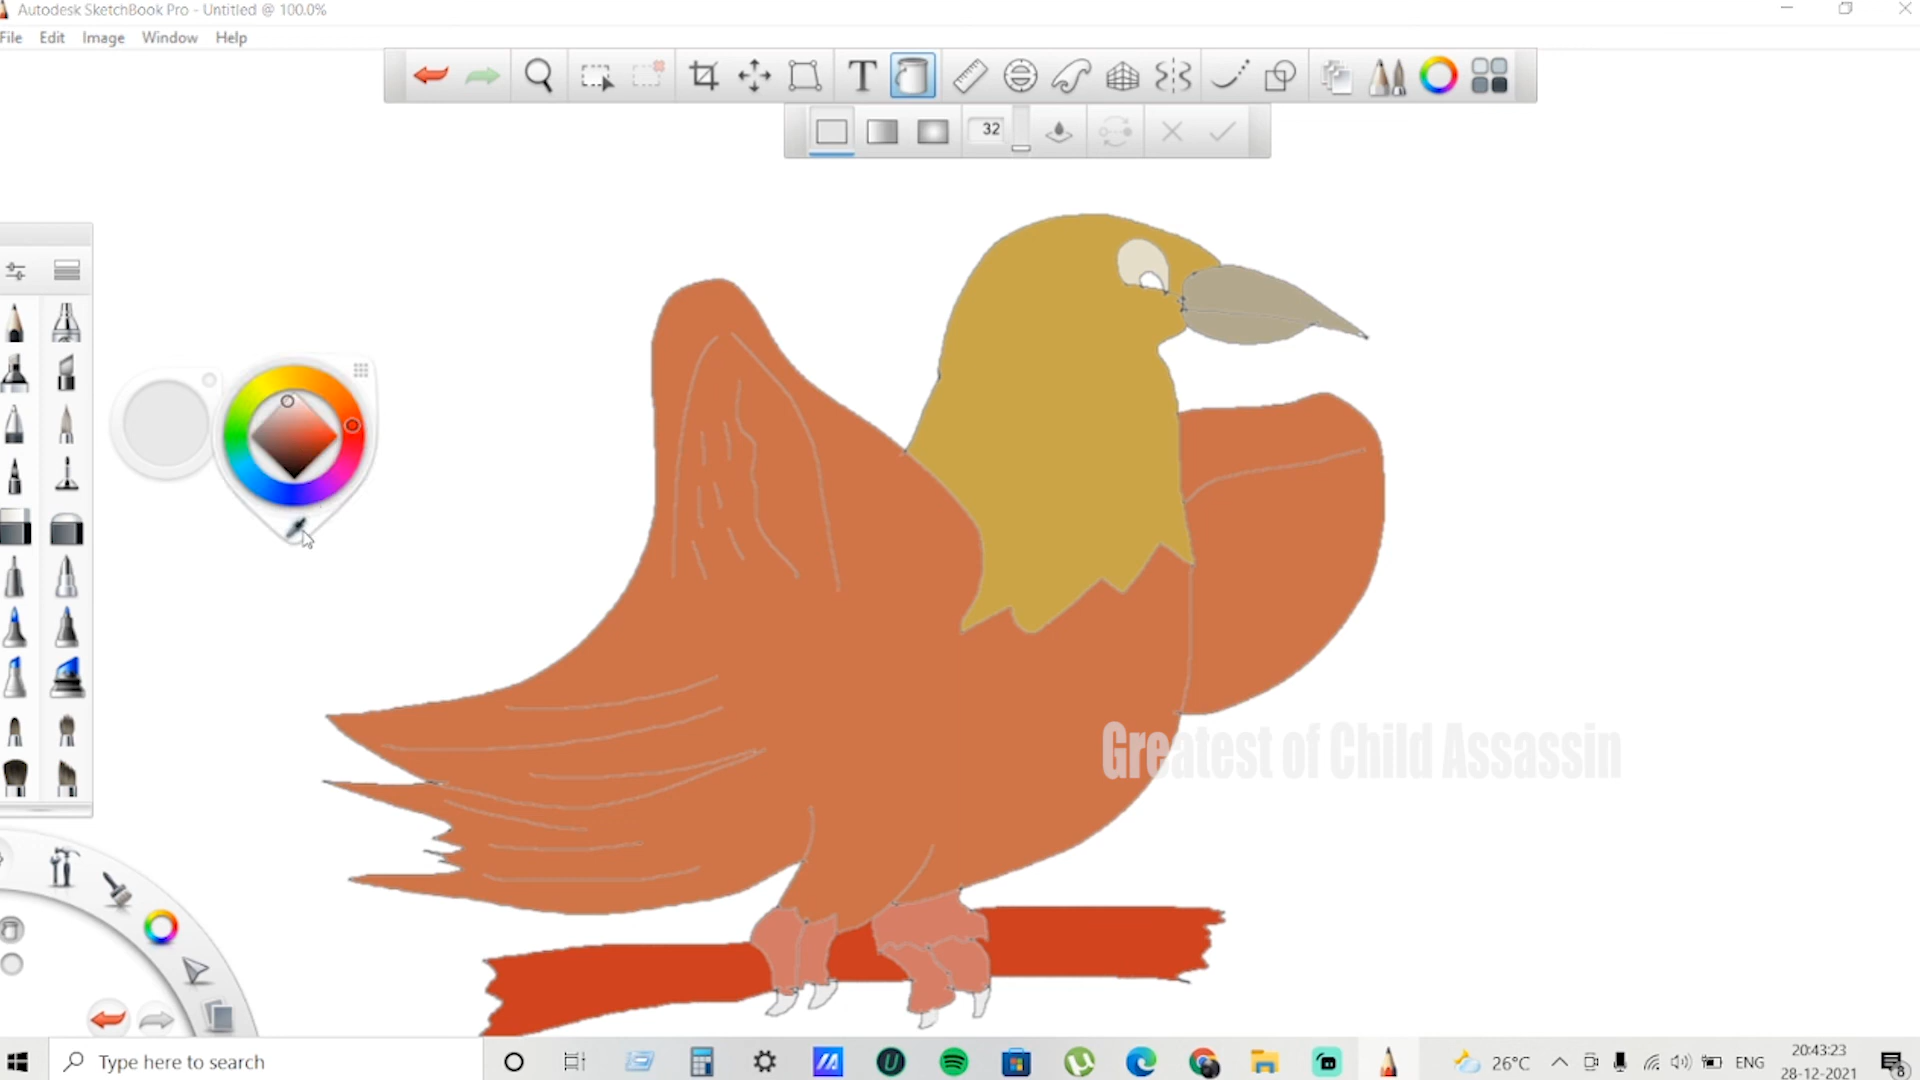 Autodesk SketchBook Pro - Untitled @ 100.0%
File Edit Image Window Help
T
32
Greatest of Child Assassin
Type here to search
26°C
ENG
20:43:23
28-12-2021
8